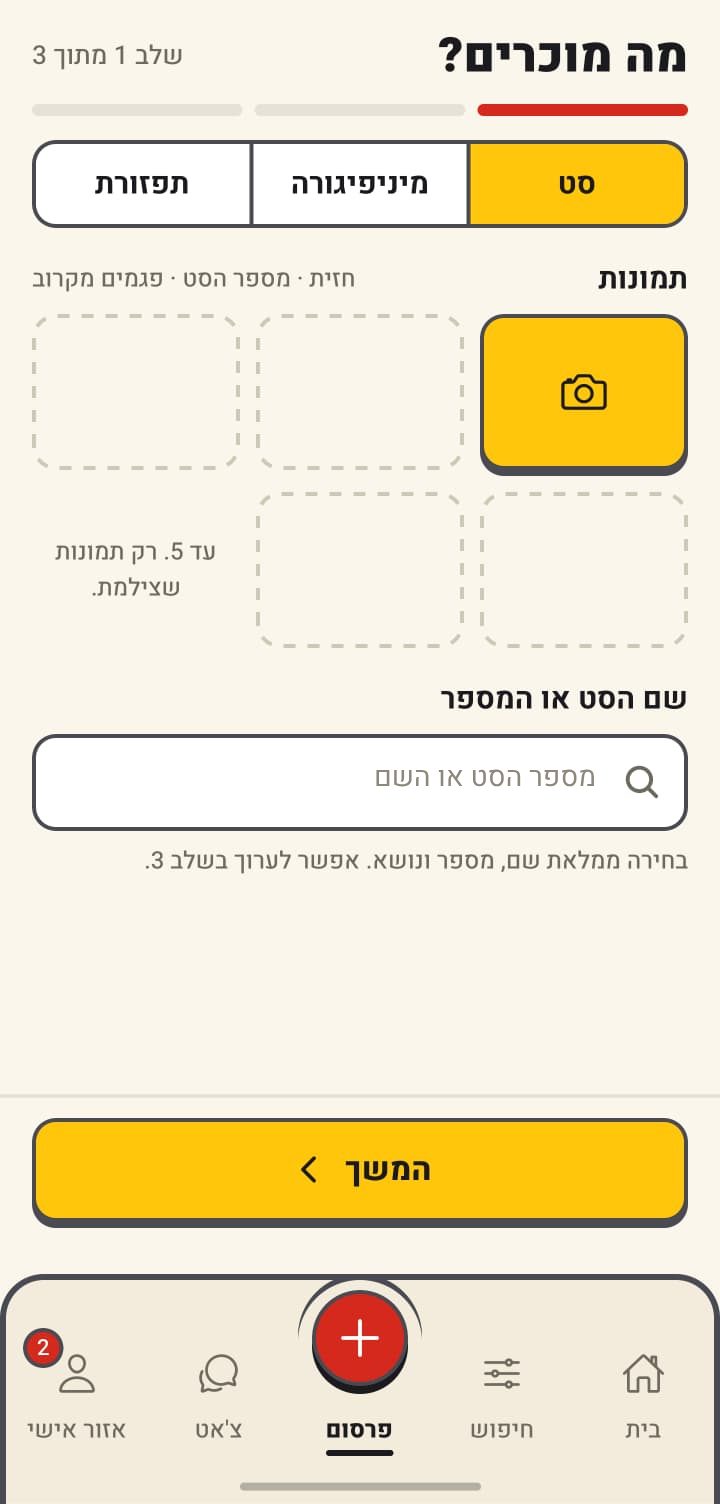 מה מוכרים?
שלב 1 מתוך 3
סט
מיניפיגורה
תפזורת
תמונות
חזית · מספר הסט · פגמים מקרוב
עד 5. רק תמונות
שצילמת.
שם הסט או המספר
מספר הסט או השם
בחירה ממלאת שם, מספר ונושא. אפשר לערוך בשלב 3.
המשך
בית
חיפוש
פרסום
צ'אט
2
אזור אישי